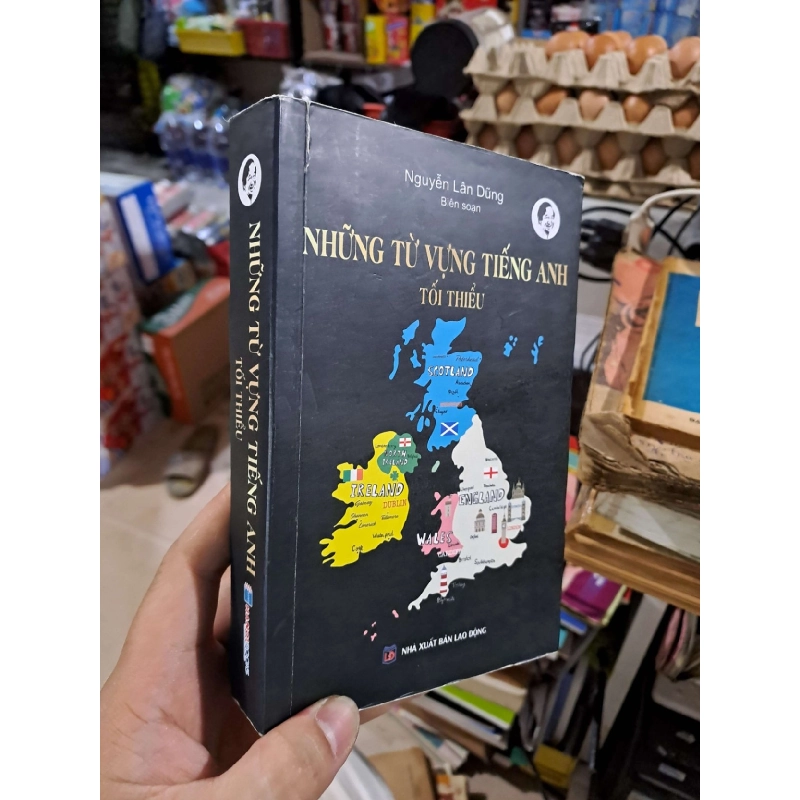 Nguyễn Lân Dũng
Biên soạn
NHỮNG TỪ VỰNG TIẾNG ANH
TỐI THIỂU
SCOTLAND
IRELAND
DUBLIN
ENGLAND
WALES
NHÀ XUẤT BẢN LAO ĐỘNG
NHỮNG TỪ VỰNG TIẾNG ANH
TỐI THIỂU